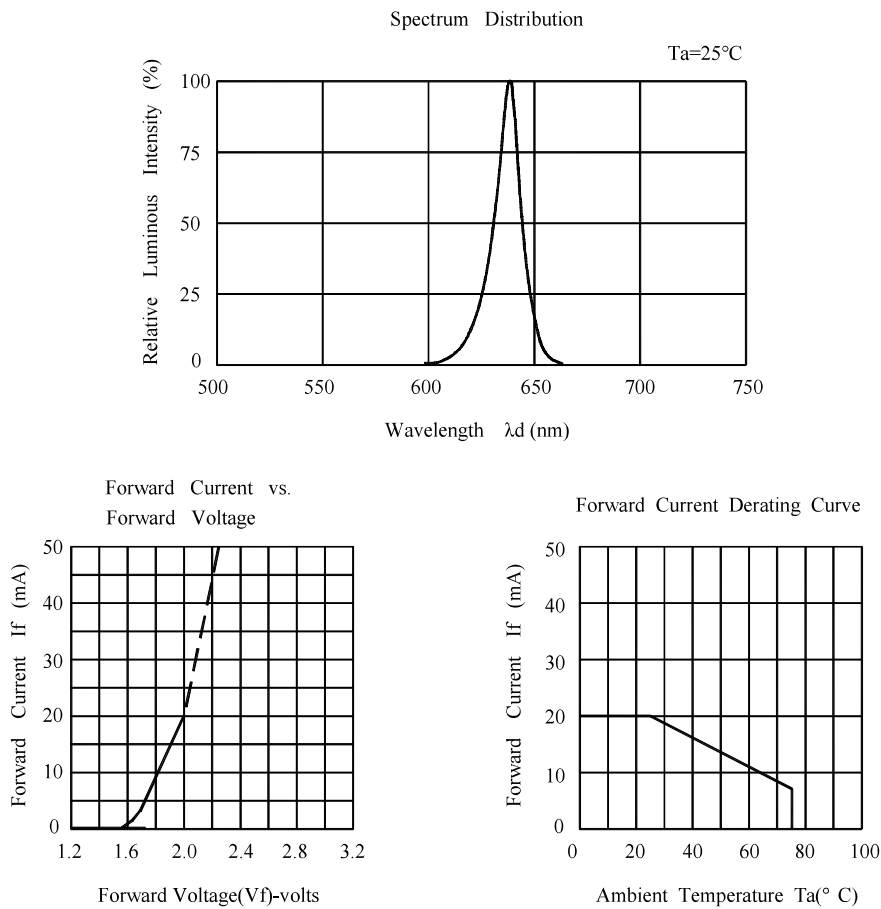 Spectrum Distribution
Ta=25°C
Relative Luminous Intensity (%)
100
75
50
25
0
500 550 600 650 700 750
Wavelength λd (nm)
Forward Current vs.
Forward Voltage
Forward Current If (mA)
50
40
30
20
10
0
1.2 1.6 2.0 2.4 2.8 3.2
Forward Voltage(Vf)-volts
Forward Current Derating Curve
Forward Current If (mA)
50
40
30
20
10
0
0 20 40 60 80 100
Ambient Temperature Ta(° C)